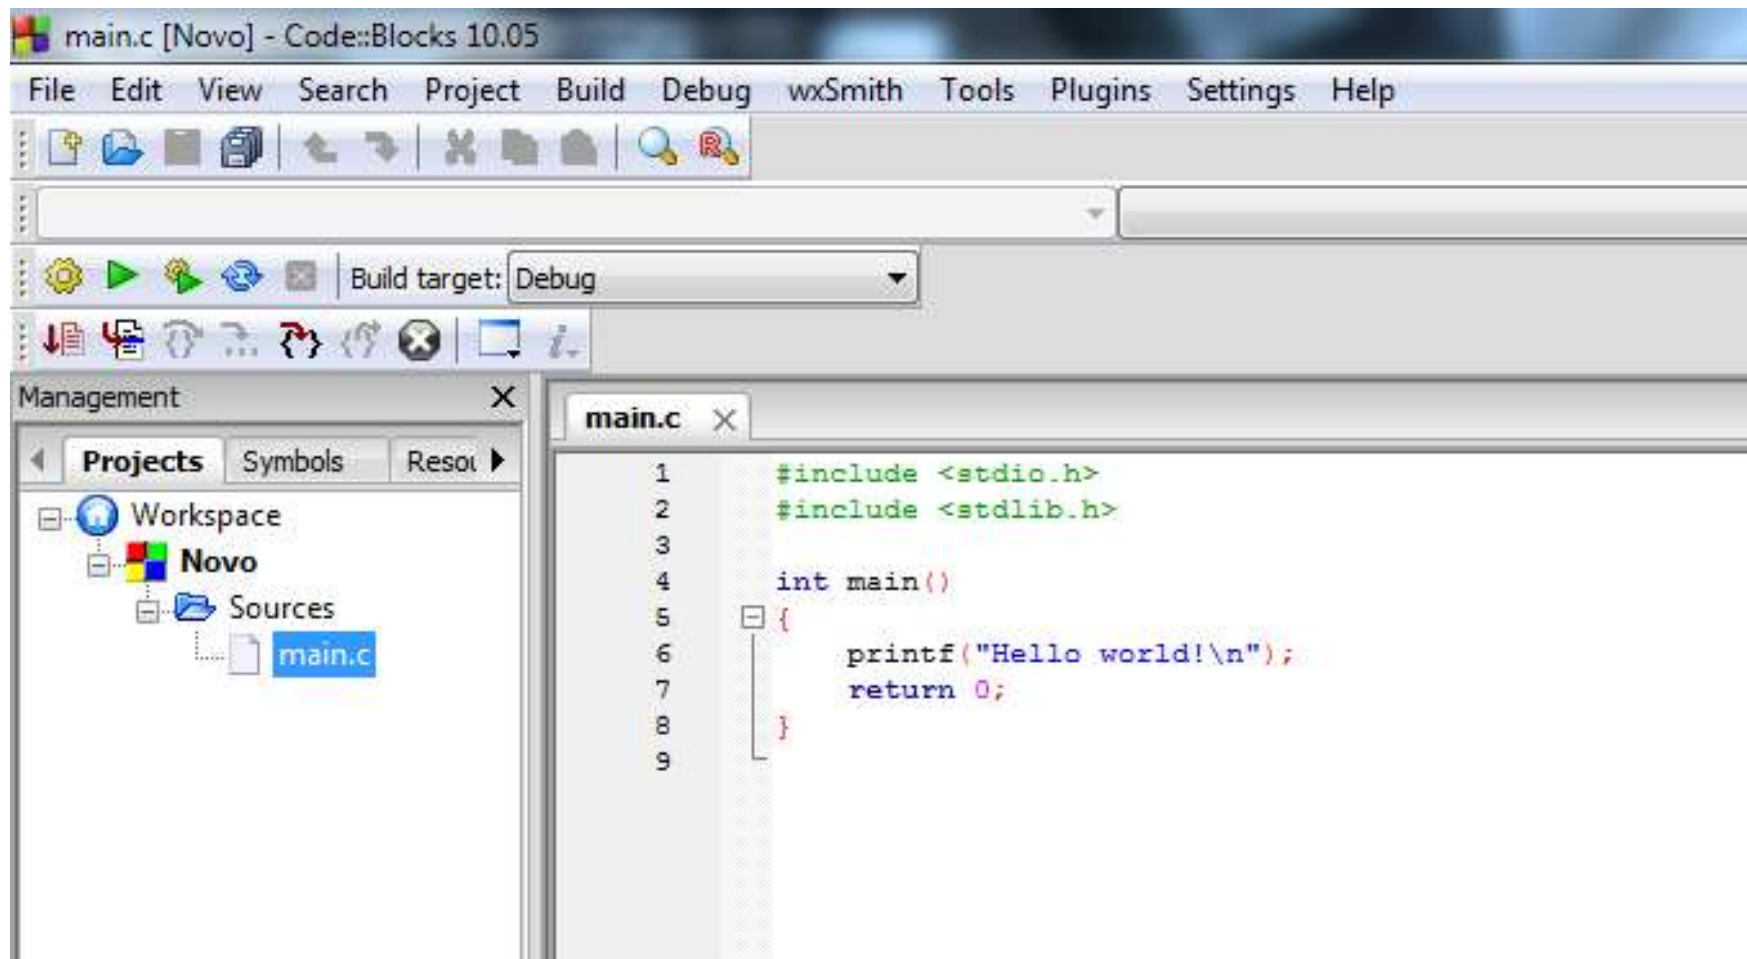 main.c [Novo] - Code::Blocks 10.05
File Edit View Search Project Build Debug wxSmith Tools Plugins Settings Help
Build target: Debug
Management
main.c
Projects Symbols
Workspace
Novo
Sources
main.c
1 #include <stdio.h>
2 #include <stdlib.h>
3
4 int main()
5 {
6 printf("Hello world!\n");
7 return 0;
8 }
9